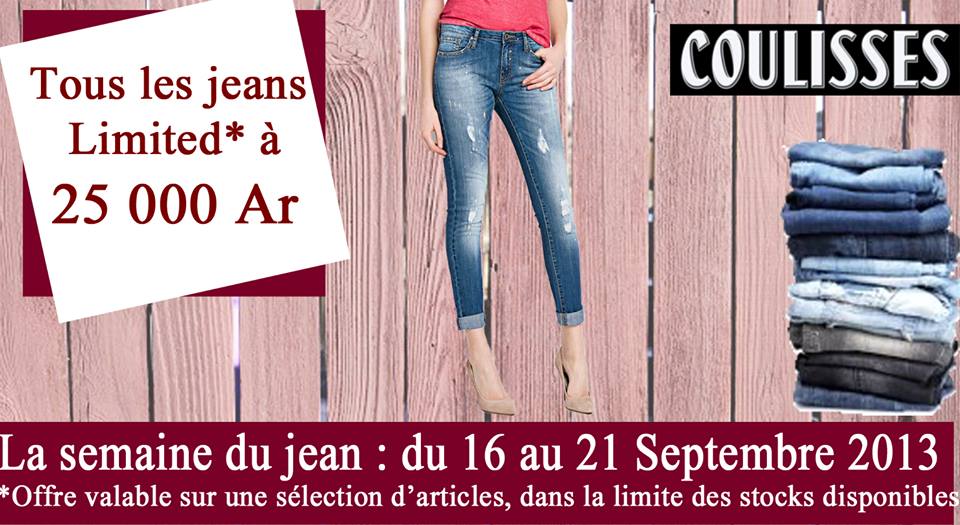 Tous les jeans
Limited* à
25 000 Ar
COULISSES
La semaine du jean : du 16 au 21 Septembre 2013
*Offre valable sur une sélection d'articles, dans la limite des stocks disponibles